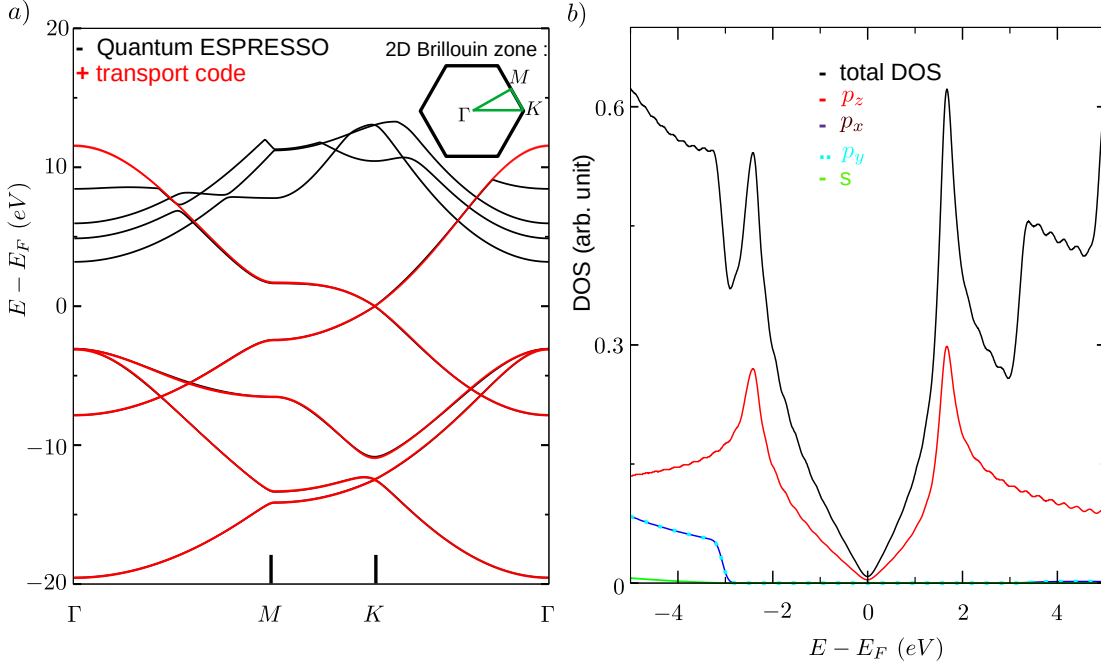 a)
- Quantum ESPRESSO
+ transport code
2D Brillouin zone :
M
Γ
K
20
10
0
−10
−20
E − E_F (eV)
Γ
M
K
Γ
b)
- total DOS
- p_z
- p_x
p_y
- s
0.6
0.3
0
DOS (arb. unit)
−4
−2
0
2
4
E − E_F (eV)